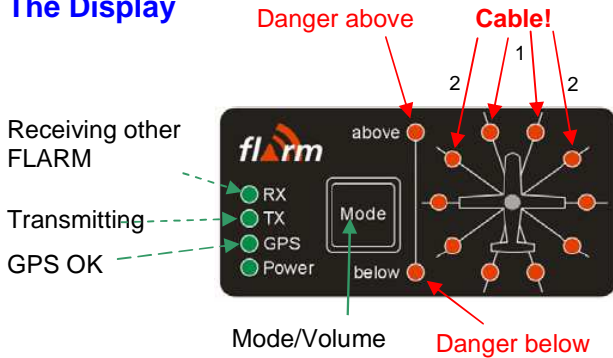 The Display
Danger above
Cable!
1
2
2
Receiving other
FLARM
Transmitting
GPS OK
flarm
above
RX
TX
GPS
Power
Mode
below
Mode/Volume
Danger below